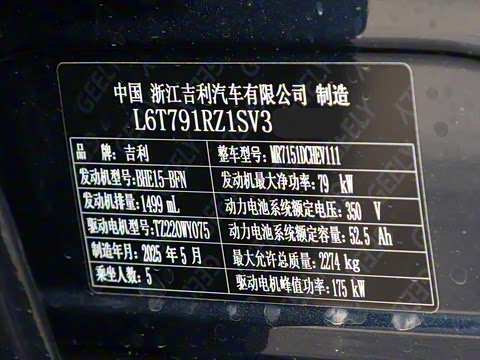 中国 浙江吉利汽车有限公司 制造
L6T791RZ1SV3
品 牌:吉利 整车型号:MR7151DCHEV111
发动机型号:BHE15-BFN 发动机最大净功率:79 kW
发动机排量:1499 mL 动力电池系统额定电压:350 V
驱动电机型号:TZ220WY075 动力电池系统额定容量:52.5 Ah
制造年月:2025 年 5 月 最大允许总质量:2274 kg
乘坐人数:5 驱动电机峰值功率:175 kW